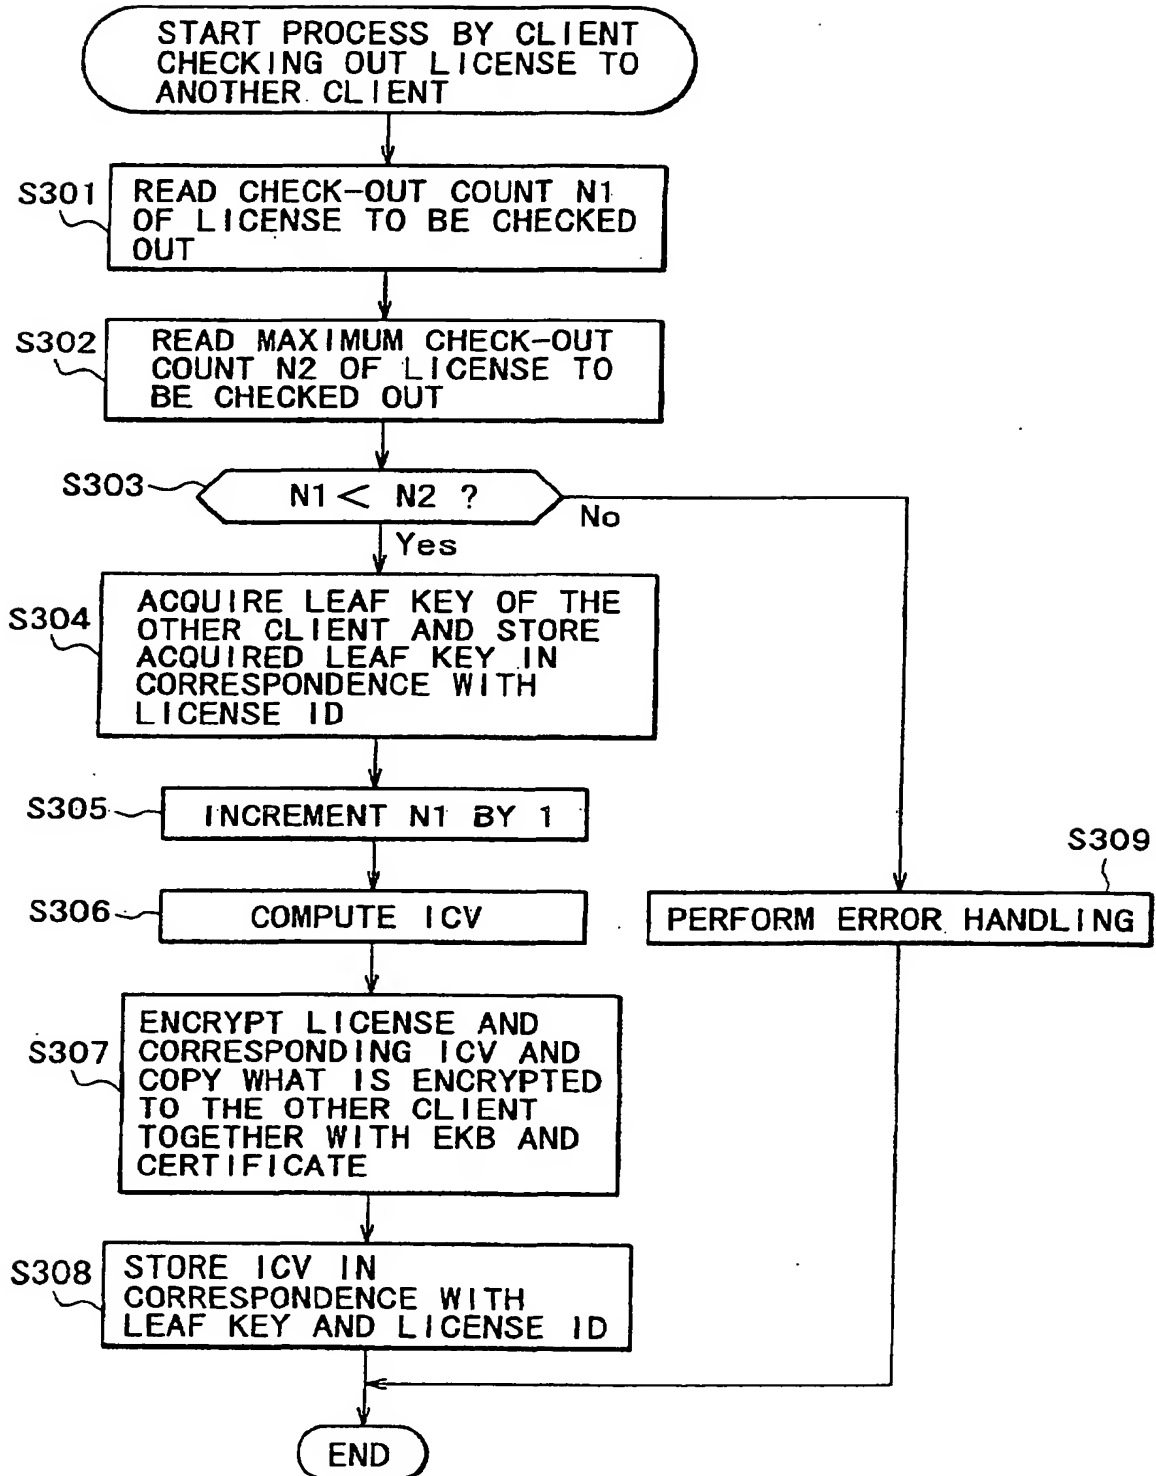 START PROCESS BY CLIENT
CHECKING OUT LICENSE TO
ANOTHER CLIENT
S301
READ CHECK-OUT COUNT N1
OF LICENSE TO BE CHECKED
OUT
S302
READ MAXIMUM CHECK-OUT
COUNT N2 OF LICENSE TO
BE CHECKED OUT
S303
N1 < N2 ?
No
Yes
S304
ACQUIRE LEAF KEY OF THE
OTHER CLIENT AND STORE
ACQUIRED LEAF KEY IN
CORRESPONDENCE WITH
LICENSE ID
S305
INCREMENT N1 BY 1
S306
COMPUTE ICV
S309
PERFORM ERROR HANDLING
S307
ENCRYPT LICENSE AND
CORRESPONDING ICV AND
COPY WHAT IS ENCRYPTED
TO THE OTHER CLIENT
TOGETHER WITH EKB AND
CERTIFICATE
S308
STORE ICV IN
CORRESPONDENCE WITH
LEAF KEY AND LICENSE ID
END